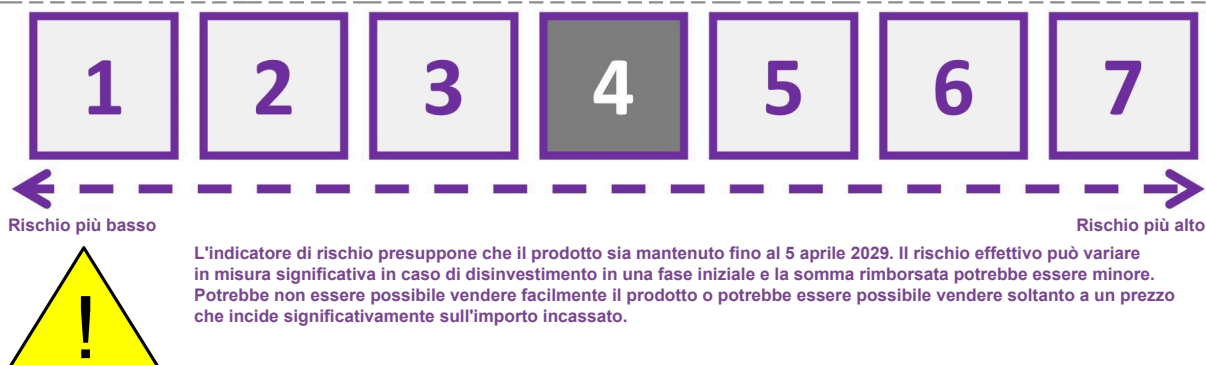 1 2 3 4 5 6 7
Rischio più basso Rischio più alto
L'indicatore di rischio presuppone che il prodotto sia mantenuto fino al 5 aprile 2029. Il rischio effettivo può variare
in misura significativa in caso di disinvestimento in una fase iniziale e la somma rimborsata potrebbe essere minore.
Potrebbe non essere possibile vendere facilmente il prodotto o potrebbe essere possibile vendere soltanto a un prezzo
che incide significativamente sull'importo incassato.
!